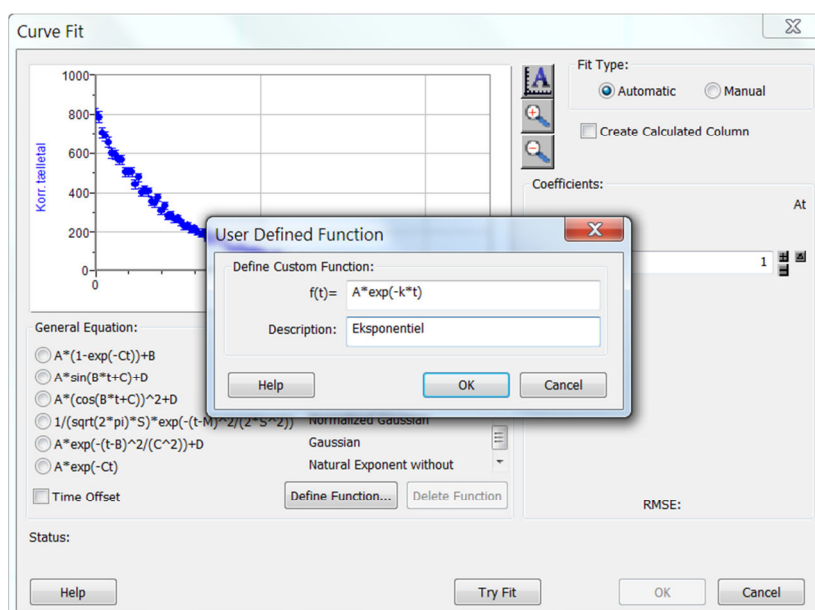 Curve Fit
1000
800
600
400
200
0
0
Korr.tælletal
Fit Type:
Automatic
Manual
Create Calculated Column
Coefficients:
At
1
User Defined Function
Define Custom Function:
f(t)= A*exp(-k*t)
Description: Eksponentiel
Help
OK
Cancel
General Equation:
A*(1-exp(-Ct))+B
A*sin(B*t+C)+D
A*(cos(B*t+C))^2+D
1/(sqrt(2*pi)*S)*exp(-(t-M)^2/(2*S^2)) Normalized Gaussian
A*exp(-(t-B)^2/(C^2))+D Gaussian
A*exp(-Ct) Natural Exponent without
Time Offset
Define Function...
Delete Function
RMSE:
Status:
Help
Try Fit
OK
Cancel